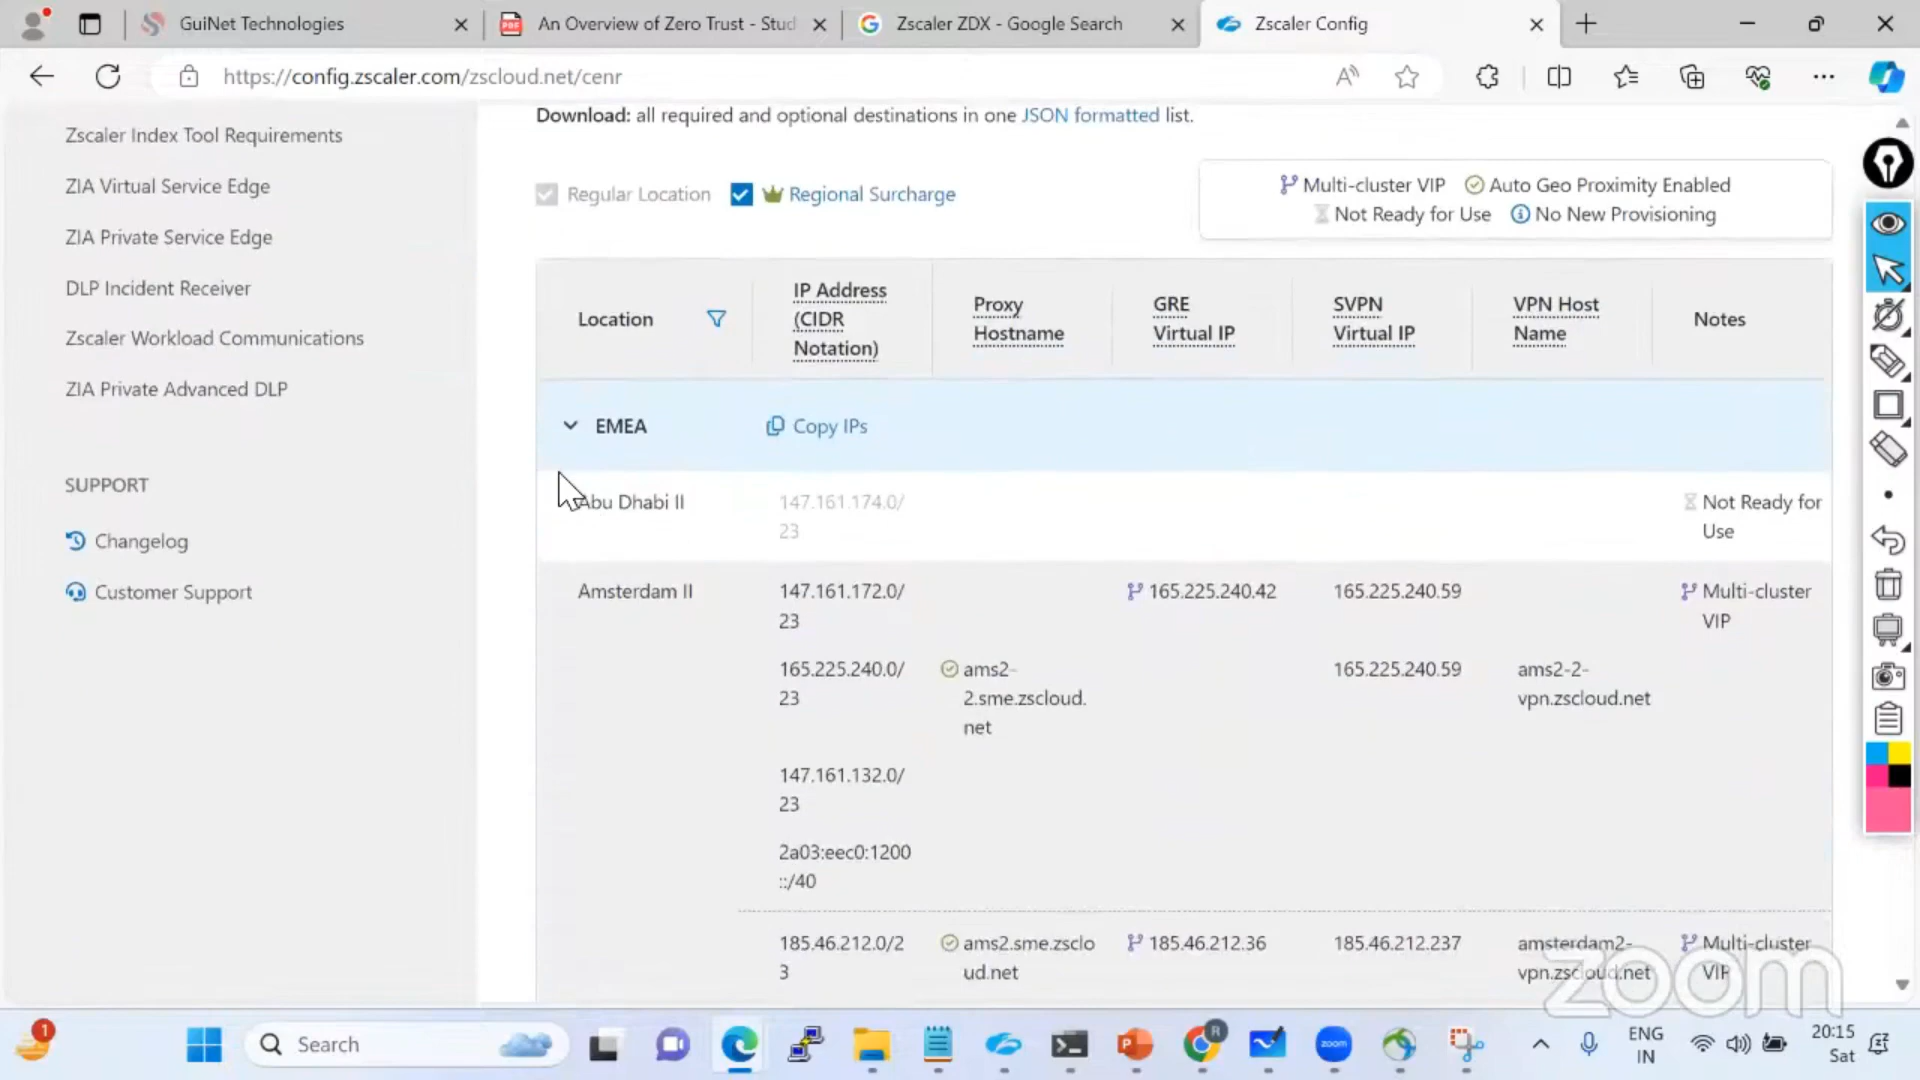 GuiNet Technologies
An Overview of Zero Trust - Stud
Zscaler ZDX - Google Search
Zscaler Config
https://config.zscaler.com/zscloud.net/cenr
Download: all required and optional destinations in one JSON formatted list.
Zscaler Index Tool Requirements
ZIA Virtual Service Edge
ZIA Private Service Edge
DLP Incident Receiver
Zscaler Workload Communications
ZIA Private Advanced DLP
SUPPORT
Changelog
Customer Support
Regular Location
Regional Surcharge
Multi-cluster VIP
Auto Geo Proximity Enabled
Not Ready for Use
No New Provisioning
Location
IP Address
(CIDR
Notation)
Proxy
Hostname
GRE
Virtual IP
SVPN
Virtual IP
VPN Host
Name
Notes
EMEA
Copy IPs
Abu Dhabi II
147.161.174.0/
23
Not Ready for
Use
Amsterdam II
147.161.172.0/
23
165.225.240.42
165.225.240.59
Multi-cluster
VIP
165.225.240.0/
23
ams2-
2.sme.zscloud.
net
165.225.240.59
ams2-2-
vpn.zscloud.net
147.161.132.0/
23
2a03:eec0:1200
::/40
185.46.212.0/2
3
ams2.sme.zsclo
ud.net
185.46.212.36
185.46.212.237
amsterdam2-
vpn.zscloud.net
Multi-cluster
VIP
zoom
1
Search
R
zoom
ENG
IN
20:15
Sat